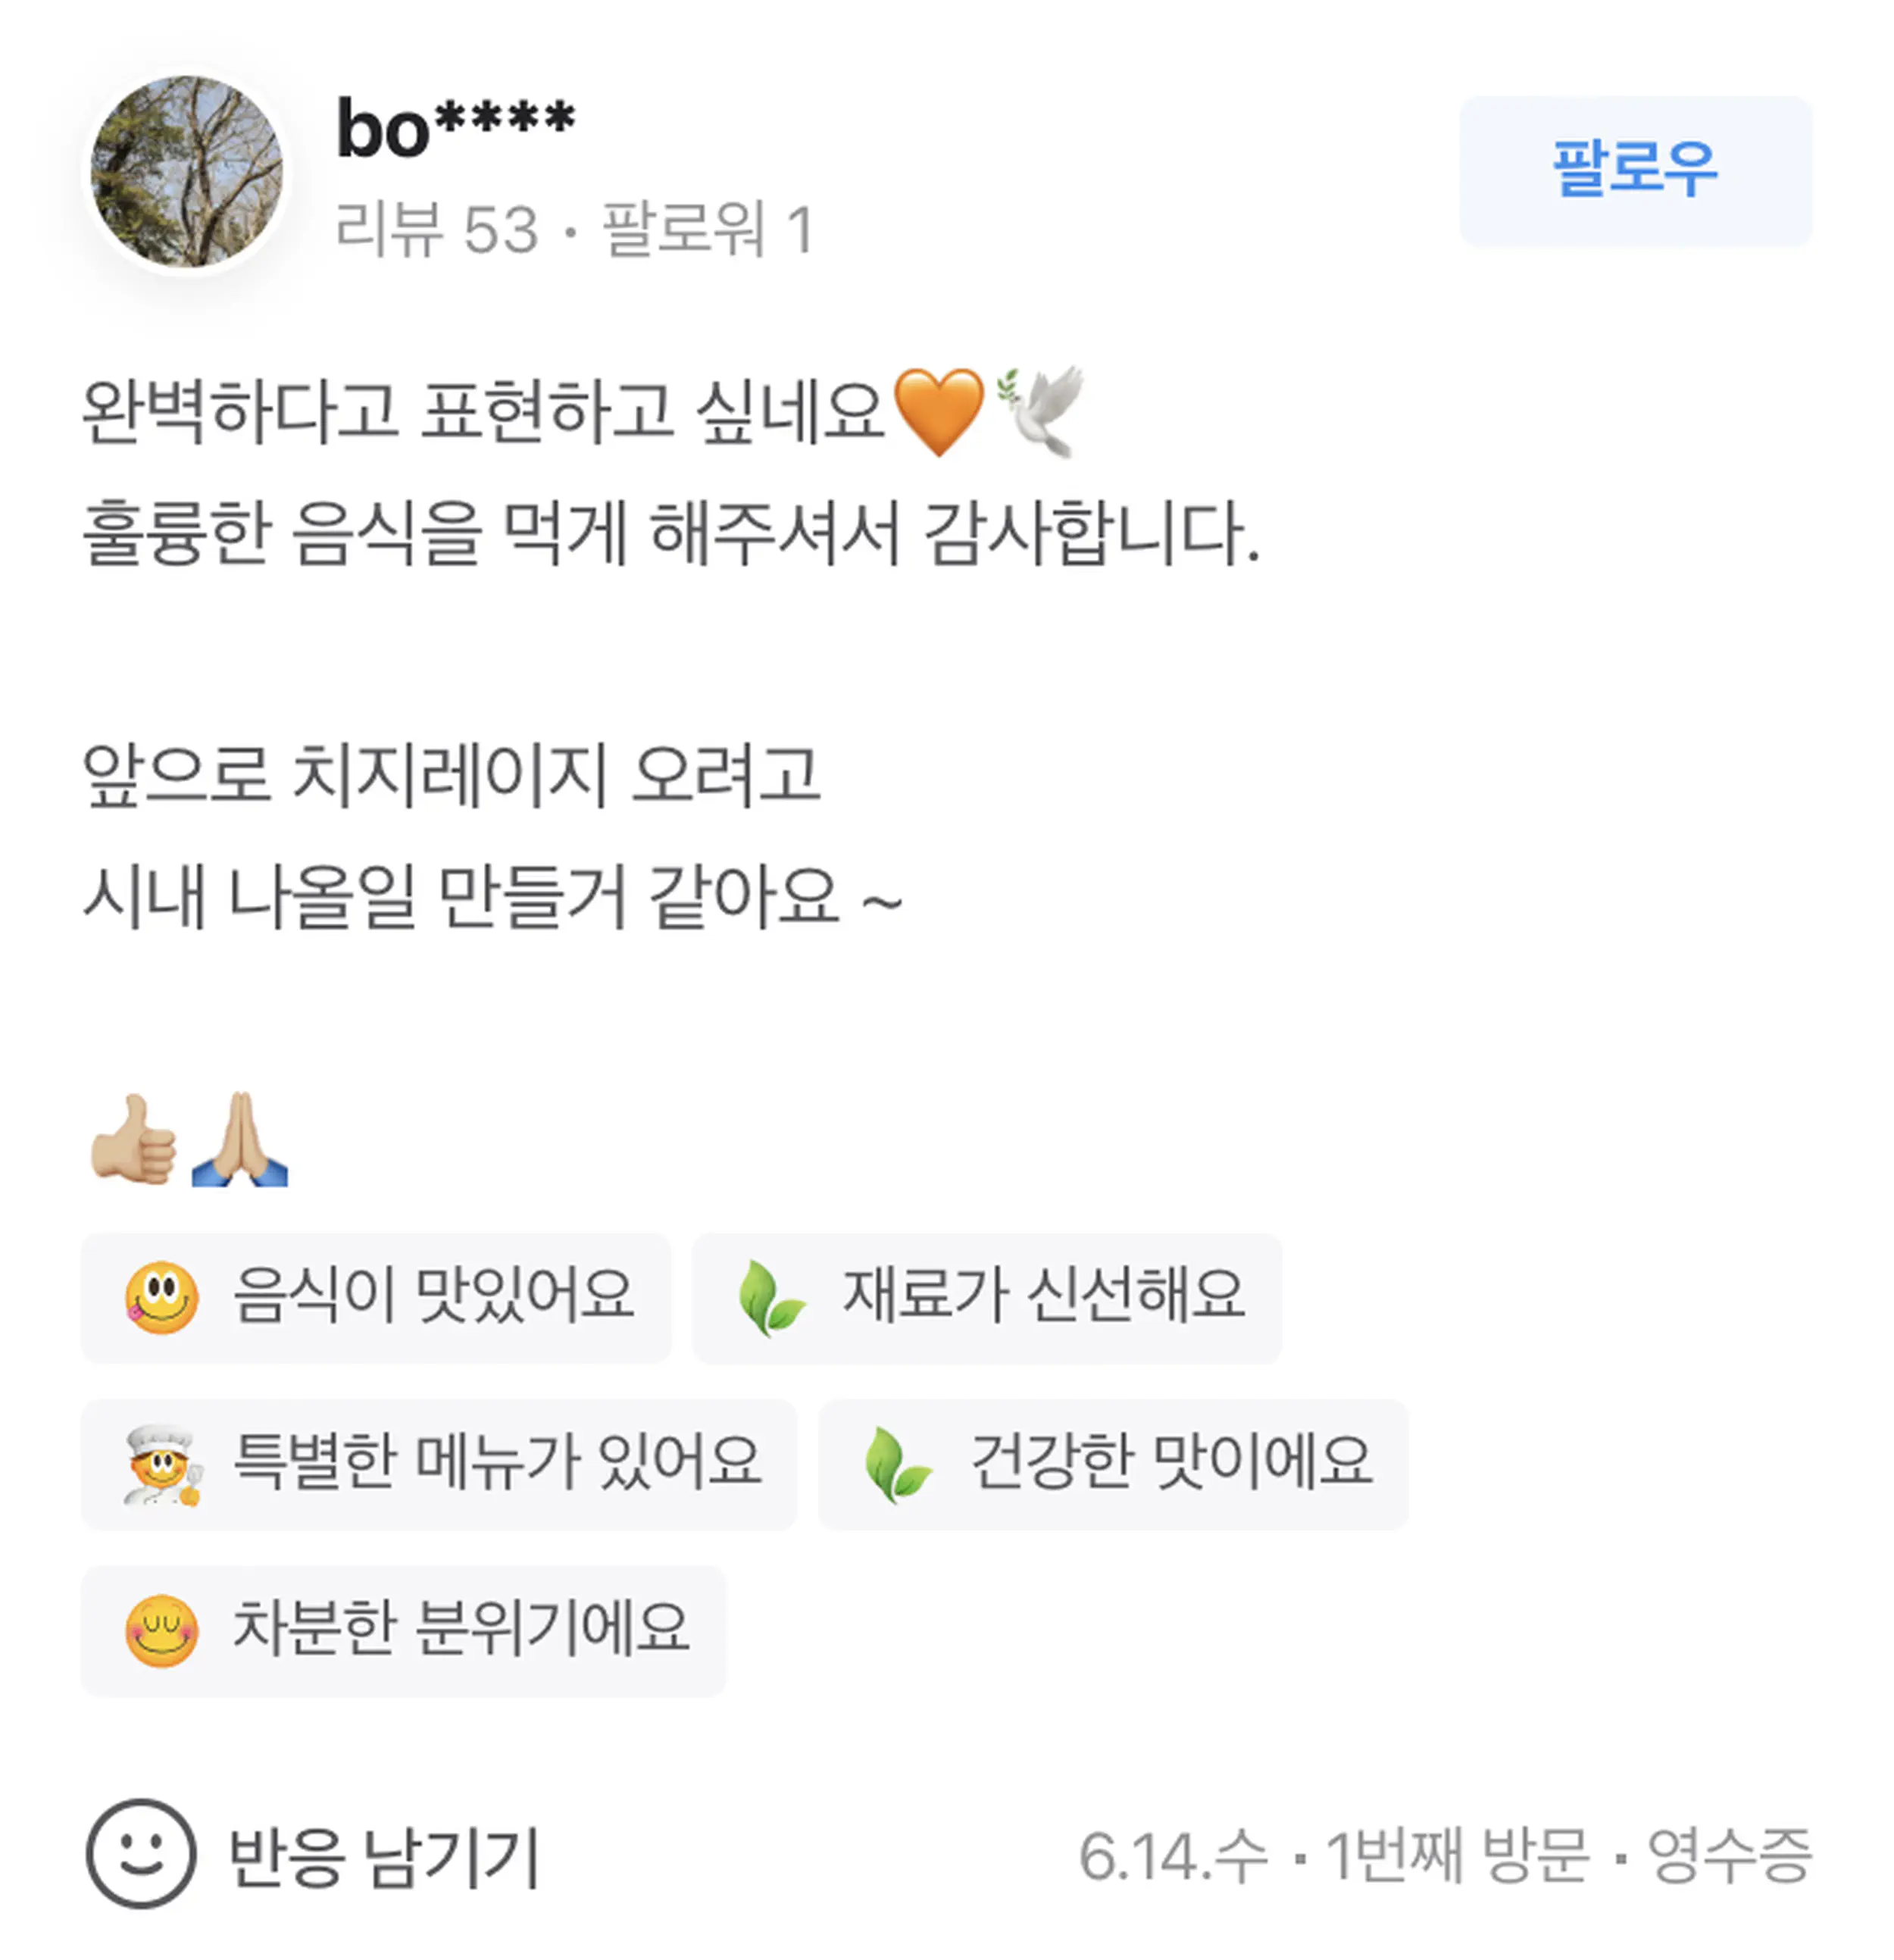 bo****
리뷰 53 · 팔로워 1
팔로우
완벽하다고 표현하고 싶네요🧡🕊️
훌륭한 음식을 먹게 해주셔서 감사합니다.
앞으로 치지레이지 오려고
시내 나올일 만들거 같아요 ~
👍🏼🙏🏼
음식이 맛있어요
재료가 신선해요
특별한 메뉴가 있어요
건강한 맛이에요
차분한 분위기에요
반응 남기기
6.14.수 · 1번째 방문 · 영수증